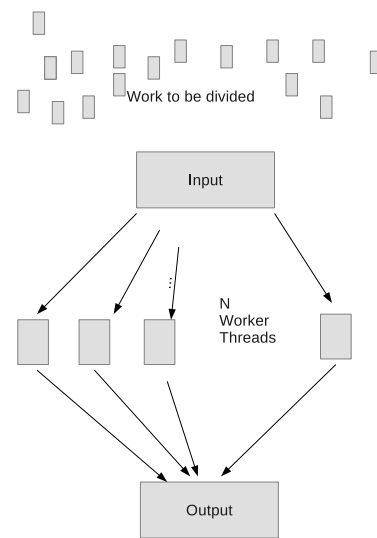 Work to be divided
Input
...
N
Worker
Threads
Output